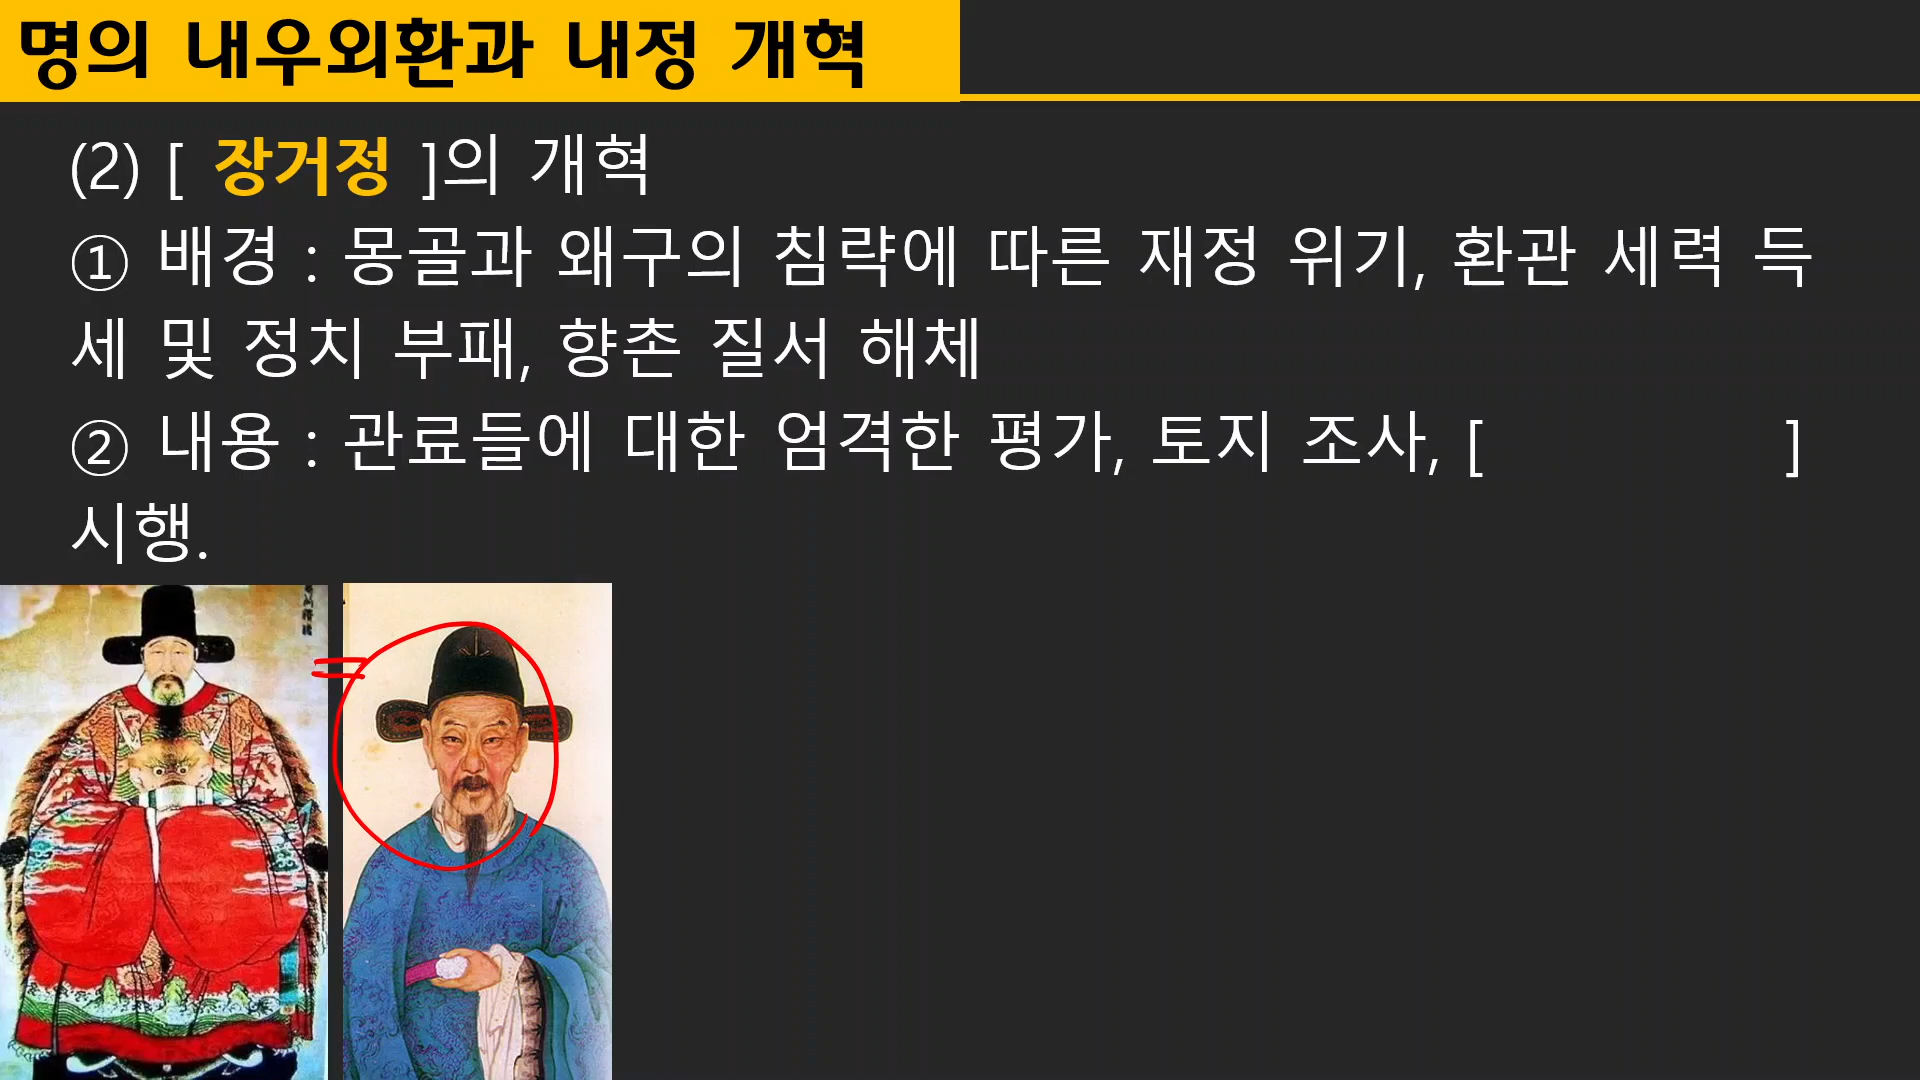 명의 내우외환과 내정 개혁
(2) [ 장거정 ]의 개혁
① 배경 : 몽골과 왜구의 침략에 따른 재정 위기, 환관 세력 득
세 및 정치 부패, 향촌 질서 해체
② 내용 : 관료들에 대한 엄격한 평가, 토지 조사, [ ]
시행.